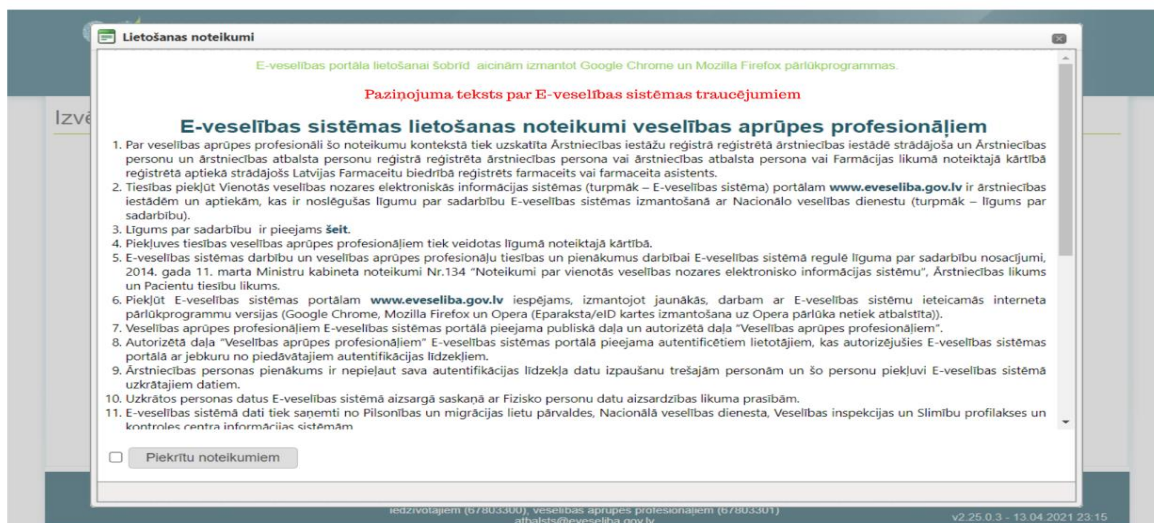 Lietošanas noteikumi
E-veselības portāla lietošanai šobrīd aicinām izmantot Google Chrome un Mozilla Firefox pārlūkprogrammas.
Paziņojuma teksts par E-veselības sistēmas traucējumiem
Izvē
E-veselības sistēmas lietošanas noteikumi veselības aprūpes profesionāļiem
1. Par veselības aprūpes profesionāli šo noteikumu kontekstā tiek uzskatīta Ārstniecības iestāžu reģistrā reģistrētā ārstniecības iestādē strādājoša un Ārstniecības
personu un ārstniecības atbalsta personu reģistrā reģistrēta ārstniecības persona vai ārstniecības atbalsta persona vai Farmācijas likumā noteiktajā kārtībā
reģistrētā aptiekā strādājošs Latvijas Farmaceitu biedrībā reģistrēts farmaceits vai farmaceita asistents.
2. Tiesības piekļūt Vienotās veselības nozares elektroniskās informācijas sistēmas (turpmāk – E-veselības sistēma) portālam www.eveseliba.gov.lv ir ārstniecības
iestādēm un aptiekām, kas ir noslēgušas līgumu par sadarbību E-veselības sistēmas izmantošanā ar Nacionālo veselības dienestu (turpmāk – līgums par
sadarbību).
3. Līgums par sadarbību ir pieejams šeit.
4. Piekļuves tiesības veselības aprūpes profesionāļiem tiek veidotas līgumā noteiktajā kārtībā.
5. E-veselības sistēmas darbību un veselības aprūpes profesionāļu tiesības un pienākumus darbībai E-veselības sistēmā regulē līguma par sadarbību nosacījumi,
2014. gada 11. marta Ministru kabineta noteikumi Nr.134 "Noteikumi par vienotās veselības nozares elektronisko informācijas sistēmu", Ārstniecības likums
un Pacientu tiesību likums.
6. Piekļūt E-veselības sistēmas portālam www.eveseliba.gov.lv iespējams, izmantojot jaunākās, darbam ar E-veselības sistēmu ieteicamās interneta
pārlūkprogrammu versijas (Google Chrome, Mozilla Firefox un Opera (Eparaksta/eID kartes izmantošana uz Opera pārlūka netiek atbalstīta)).
7. Veselības aprūpes profesionāļiem E-veselības sistēmas portālā pieejama publiskā daļa un autorizētā daļa "Veselības aprūpes profesionāļiem".
8. Autorizētā daļa "Veselības aprūpes profesionāļiem" E-veselības sistēmas portālā pieejama autentificētiem lietotājiem, kas autorizējušies E-veselības sistēmas
portālā ar jebkuru no piedāvātajiem autentifikācijas līdzekļiem.
9. Ārstniecības personas pienākums ir nepieļaut sava autentifikācijas līdzekļa datu izpaušanu trešajām personām un šo personu piekļuvi E-veselības sistēmā
uzkrātajiem datiem.
10. Uzkrātos personas datus E-veselības sistēmā aizsargā saskaņā ar Fizisko personu datu aizsardzības likuma prasībām.
11. E-veselības sistēmā dati tiek saņemti no Pilsonības un migrācijas lietu pārvaldes, Nacionālā veselības dienesta, Veselības inspekcijas un Slimību profilakses un
kontroles centra informācijas sistēmām
Piekrītu noteikumiem
iedzīvotājiem (67803300), veselības aprūpes profesionāļiem (67803301)
atbalsts@eveseliba.gov.lv
v2.25.0.3 - 13.04.2021 23:15